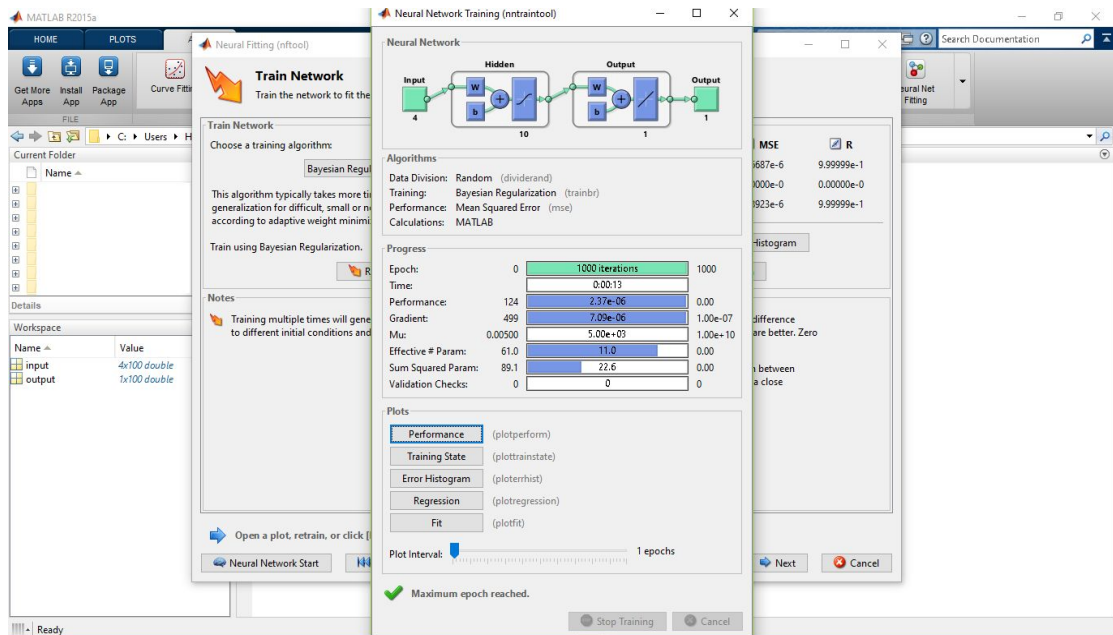 MATLAB R2015a
HOME PLOTS
Search Documentation
Get More Apps
Install App
Package App
Curve Fitti
eural Net Fitting
FILE
C: Users H
Current Folder
Name
Details
Workspace
Name Value
input 4x100 double
output 1x100 double
Ready
Neural Fitting (nftool)
Train Network
Train the network to fit the
Train Network
Choose a training algorithm:
Bayesian Regul
This algorithm typically takes more ti
generalization for difficult, small or n
according to adaptive weight minimi
Train using Bayesian Regularization.
R
MSE R
687e-6 9.99999e-1
0000e-0 0.00000e-0
923e-6 9.99999e-1
Histogram
Notes
Training multiple times will gene
to different initial conditions and
difference
are better. Zero
n between
a close
Open a plot, retrain, or click [
Neural Network Start
Next
Cancel
Neural Network Training (nntraintool)
Neural Network
Hidden Output
Input Output
W W
b b
4 10 1 1
Algorithms
Data Division: Random (dividerand)
Training: Bayesian Regularization (trainbr)
Performance: Mean Squared Error (mse)
Calculations: MATLAB
Progress
Epoch: 0 1000 iterations 1000
Time: 0:00:13
Performance: 124 2.37e-06 0.00
Gradient: 499 7.09e-06 1.00e-07
Mu: 0.00500 5.00e+03 1.00e+10
Effective # Param: 61.0 11.0 0.00
Sum Squared Param: 89.1 22.6 0.00
Validation Checks: 0 0 0
Plots
Performance (plotperform)
Training State (plottrainstate)
Error Histogram (ploterrhist)
Regression (plotregression)
Fit (plotfit)
Plot Interval: 1 epochs
Maximum epoch reached.
Stop Training
Cancel